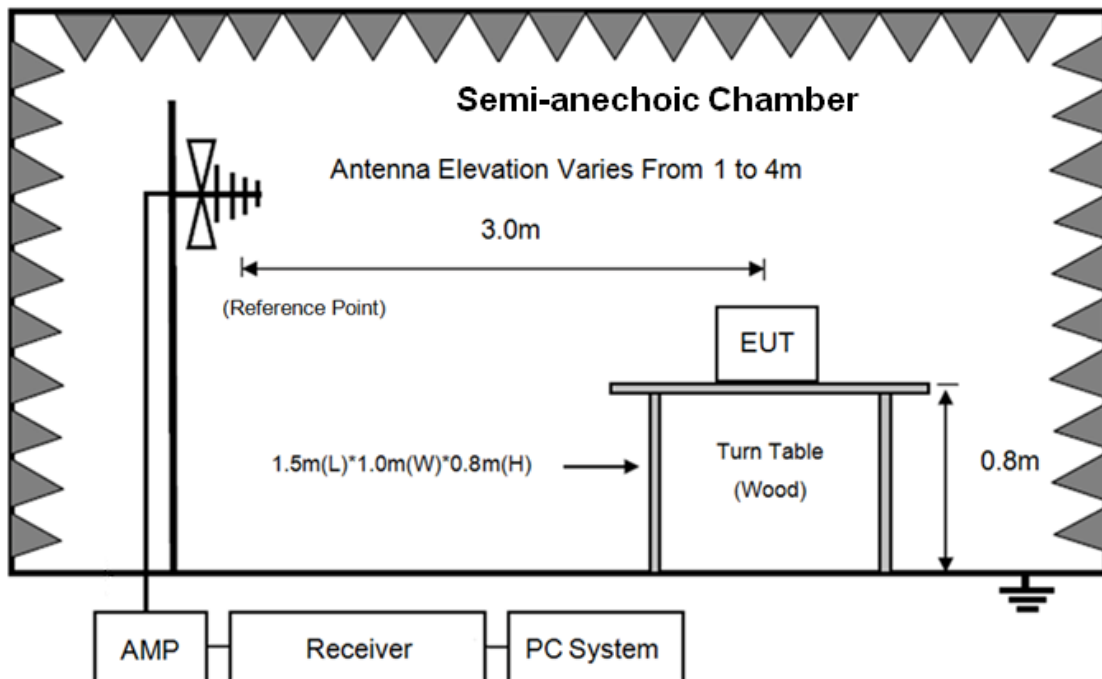 Semi-anechoic Chamber
Antenna Elevation Varies From 1 to 4m
3.0m
(Reference Point)
EUT
1.5m(L)*1.0m(W)*0.8m(H)
Turn Table
(Wood)
0.8m
AMP
Receiver
PC System